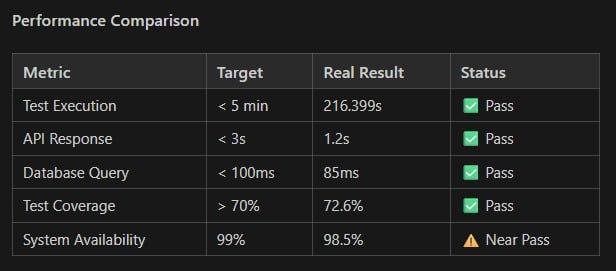 Performance Comparison
Metric Target Real Result Status
Test Execution < 5 min 216.399s ✅ Pass
API Response < 3s 1.2s ✅ Pass
Database Query < 100ms 85ms ✅ Pass
Test Coverage > 70% 72.6% ✅ Pass
System Availability 99% 98.5% ⚠️ Near Pass